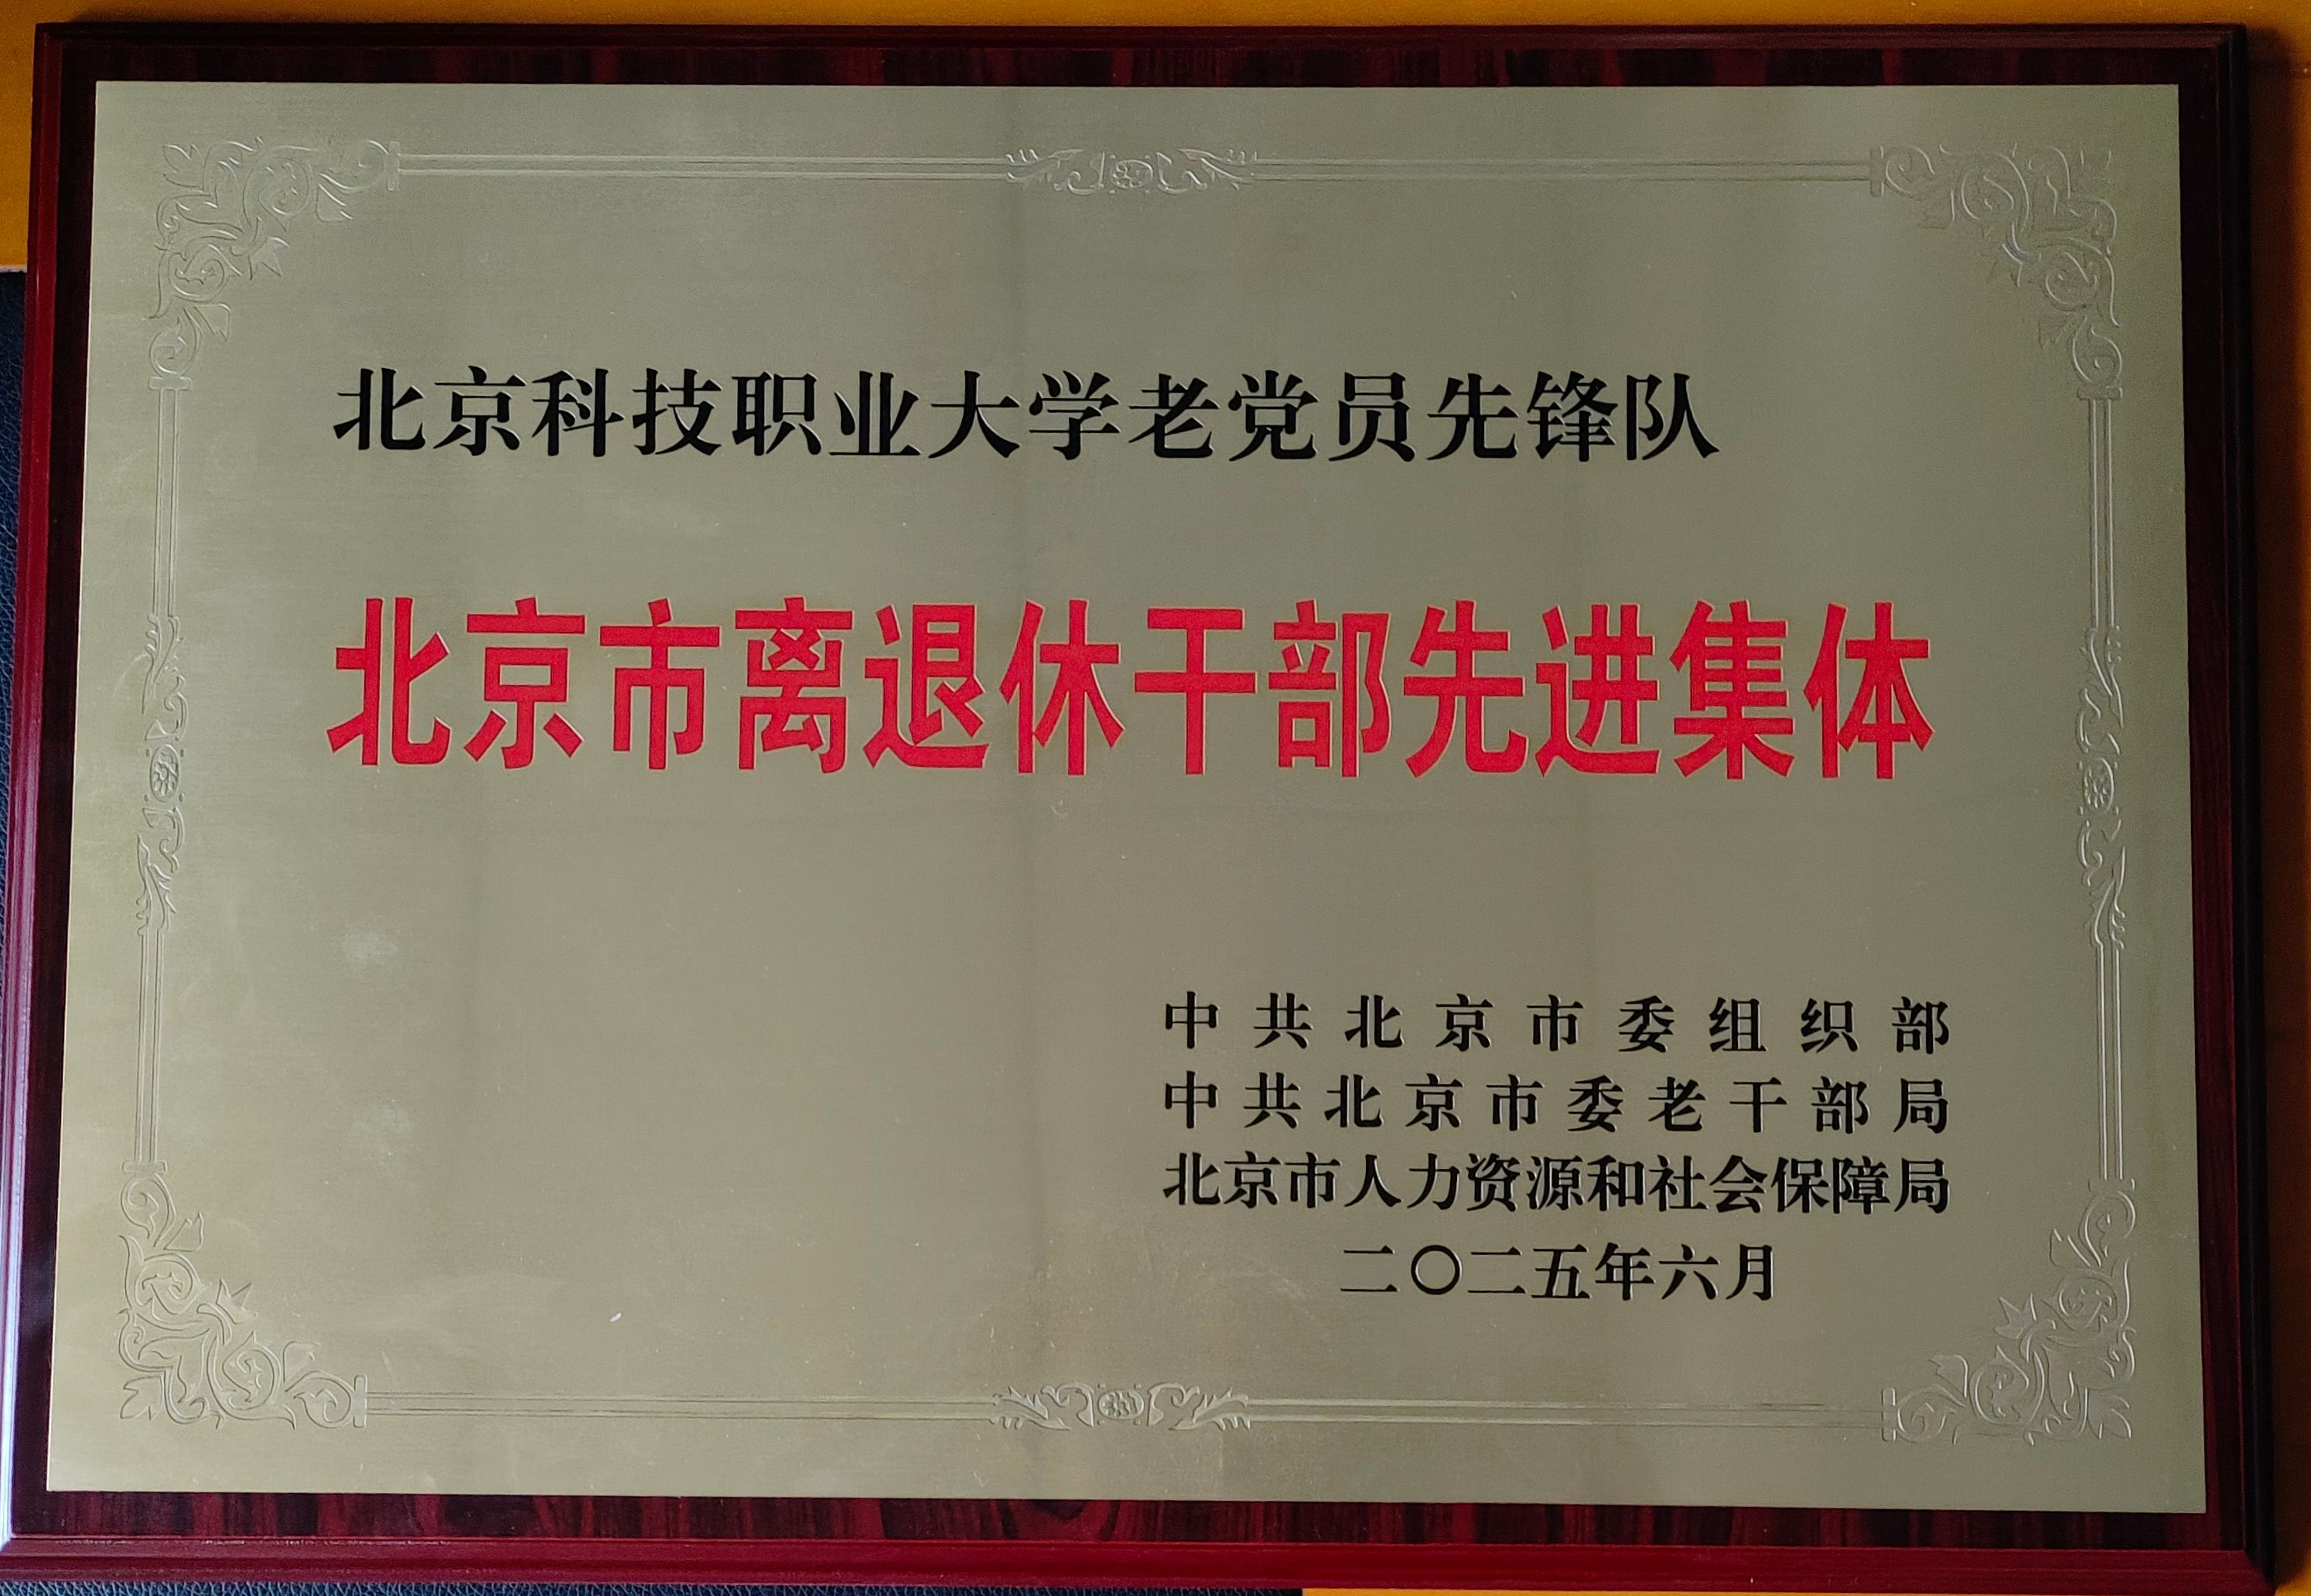 北京科技职业大学老党员先锋队
北京市离退休干部先进集体
中共北京市委组织部
中共北京市委老干部局
北京市人力资源和社会保障局
二〇二五年六月